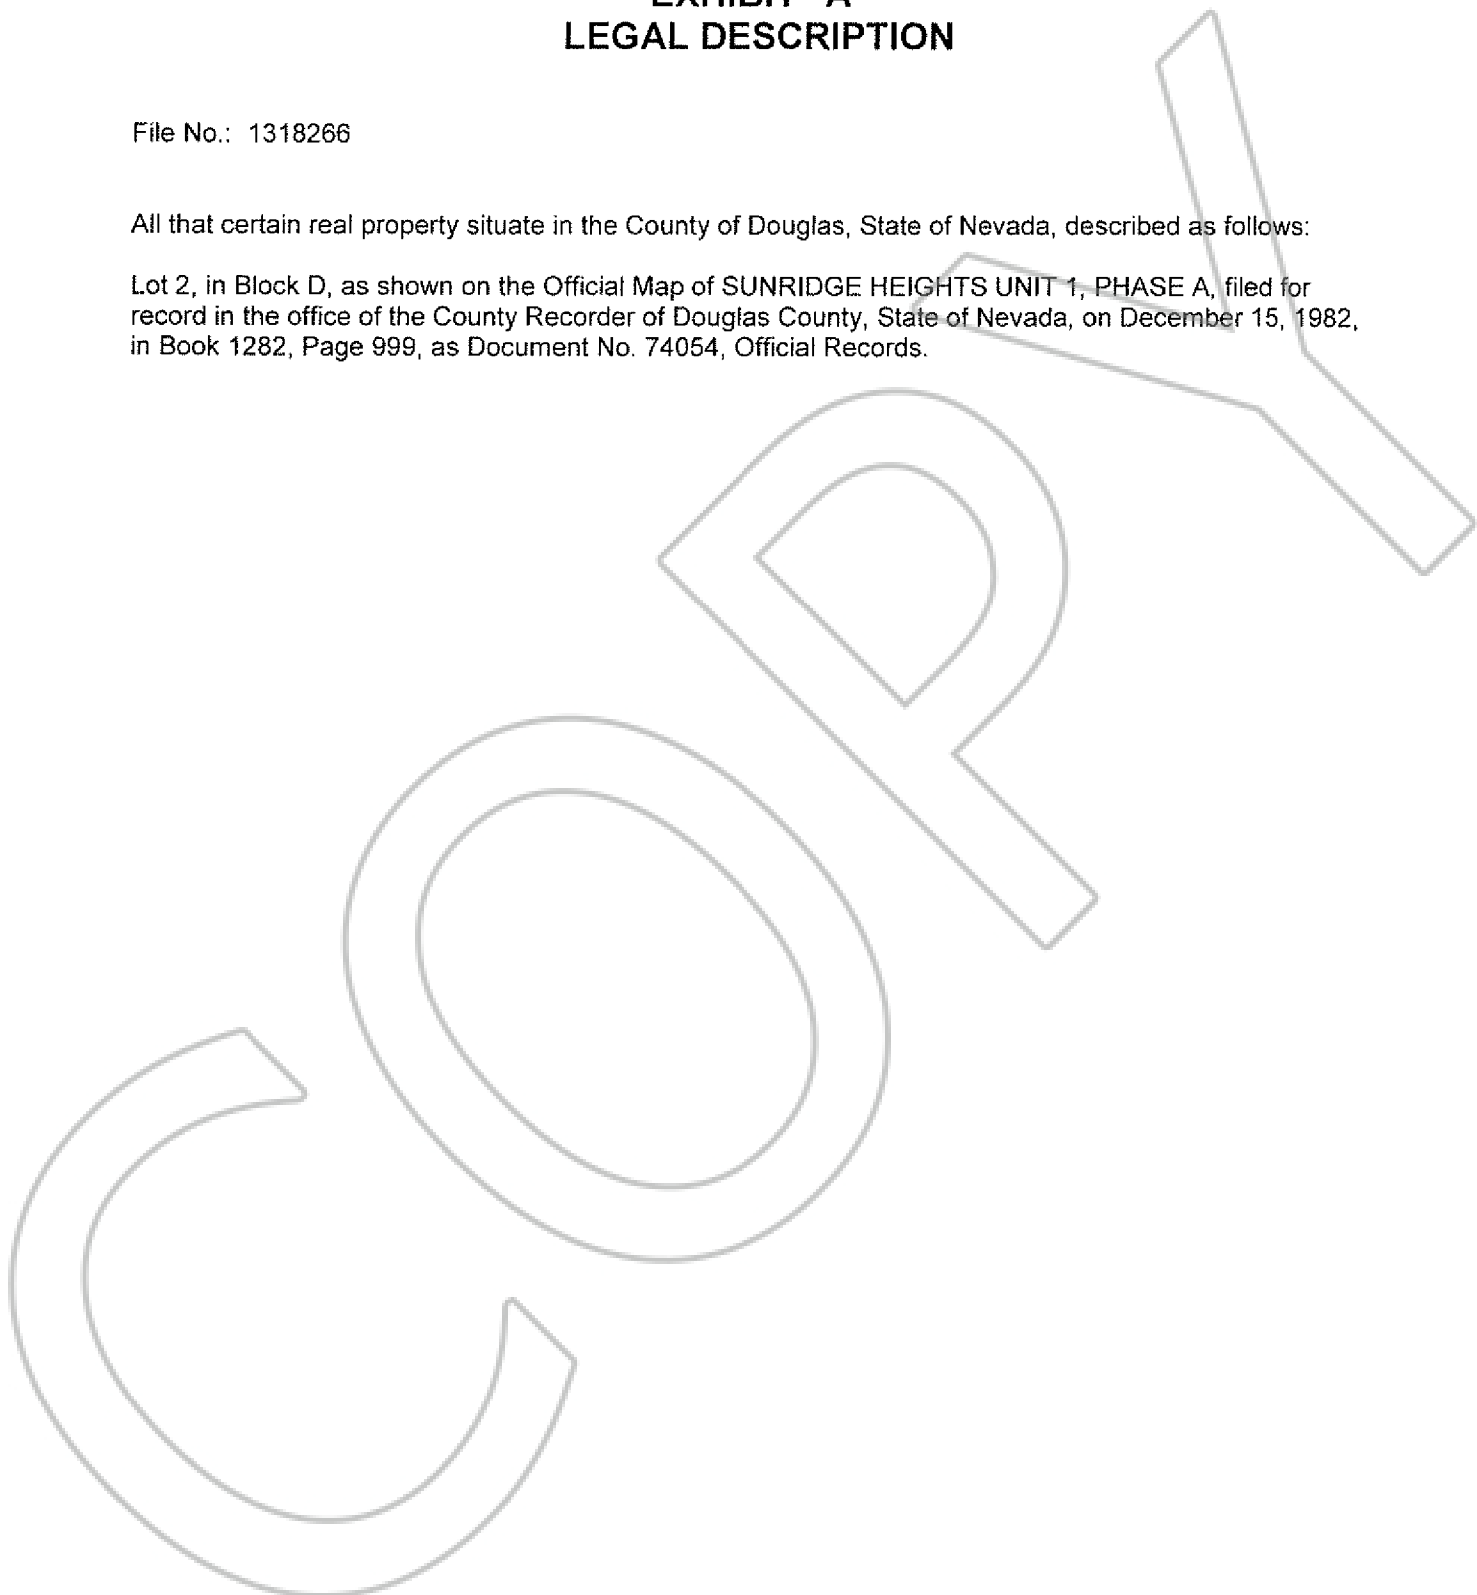 EXHIBIT "A"
LEGAL DESCRIPTION
File No.: 1318266
All that certain real property situate in the County of Douglas, State of Nevada, described as follows:
Lot 2, in Block D, as shown on the Official Map of SUNRIDGE HEIGHTS UNIT 1, PHASE A, filed for
record in the office of the County Recorder of Douglas County, State of Nevada, on December 15, 1982,
in Book 1282, Page 999, as Document No. 74054, Official Records.
COPY